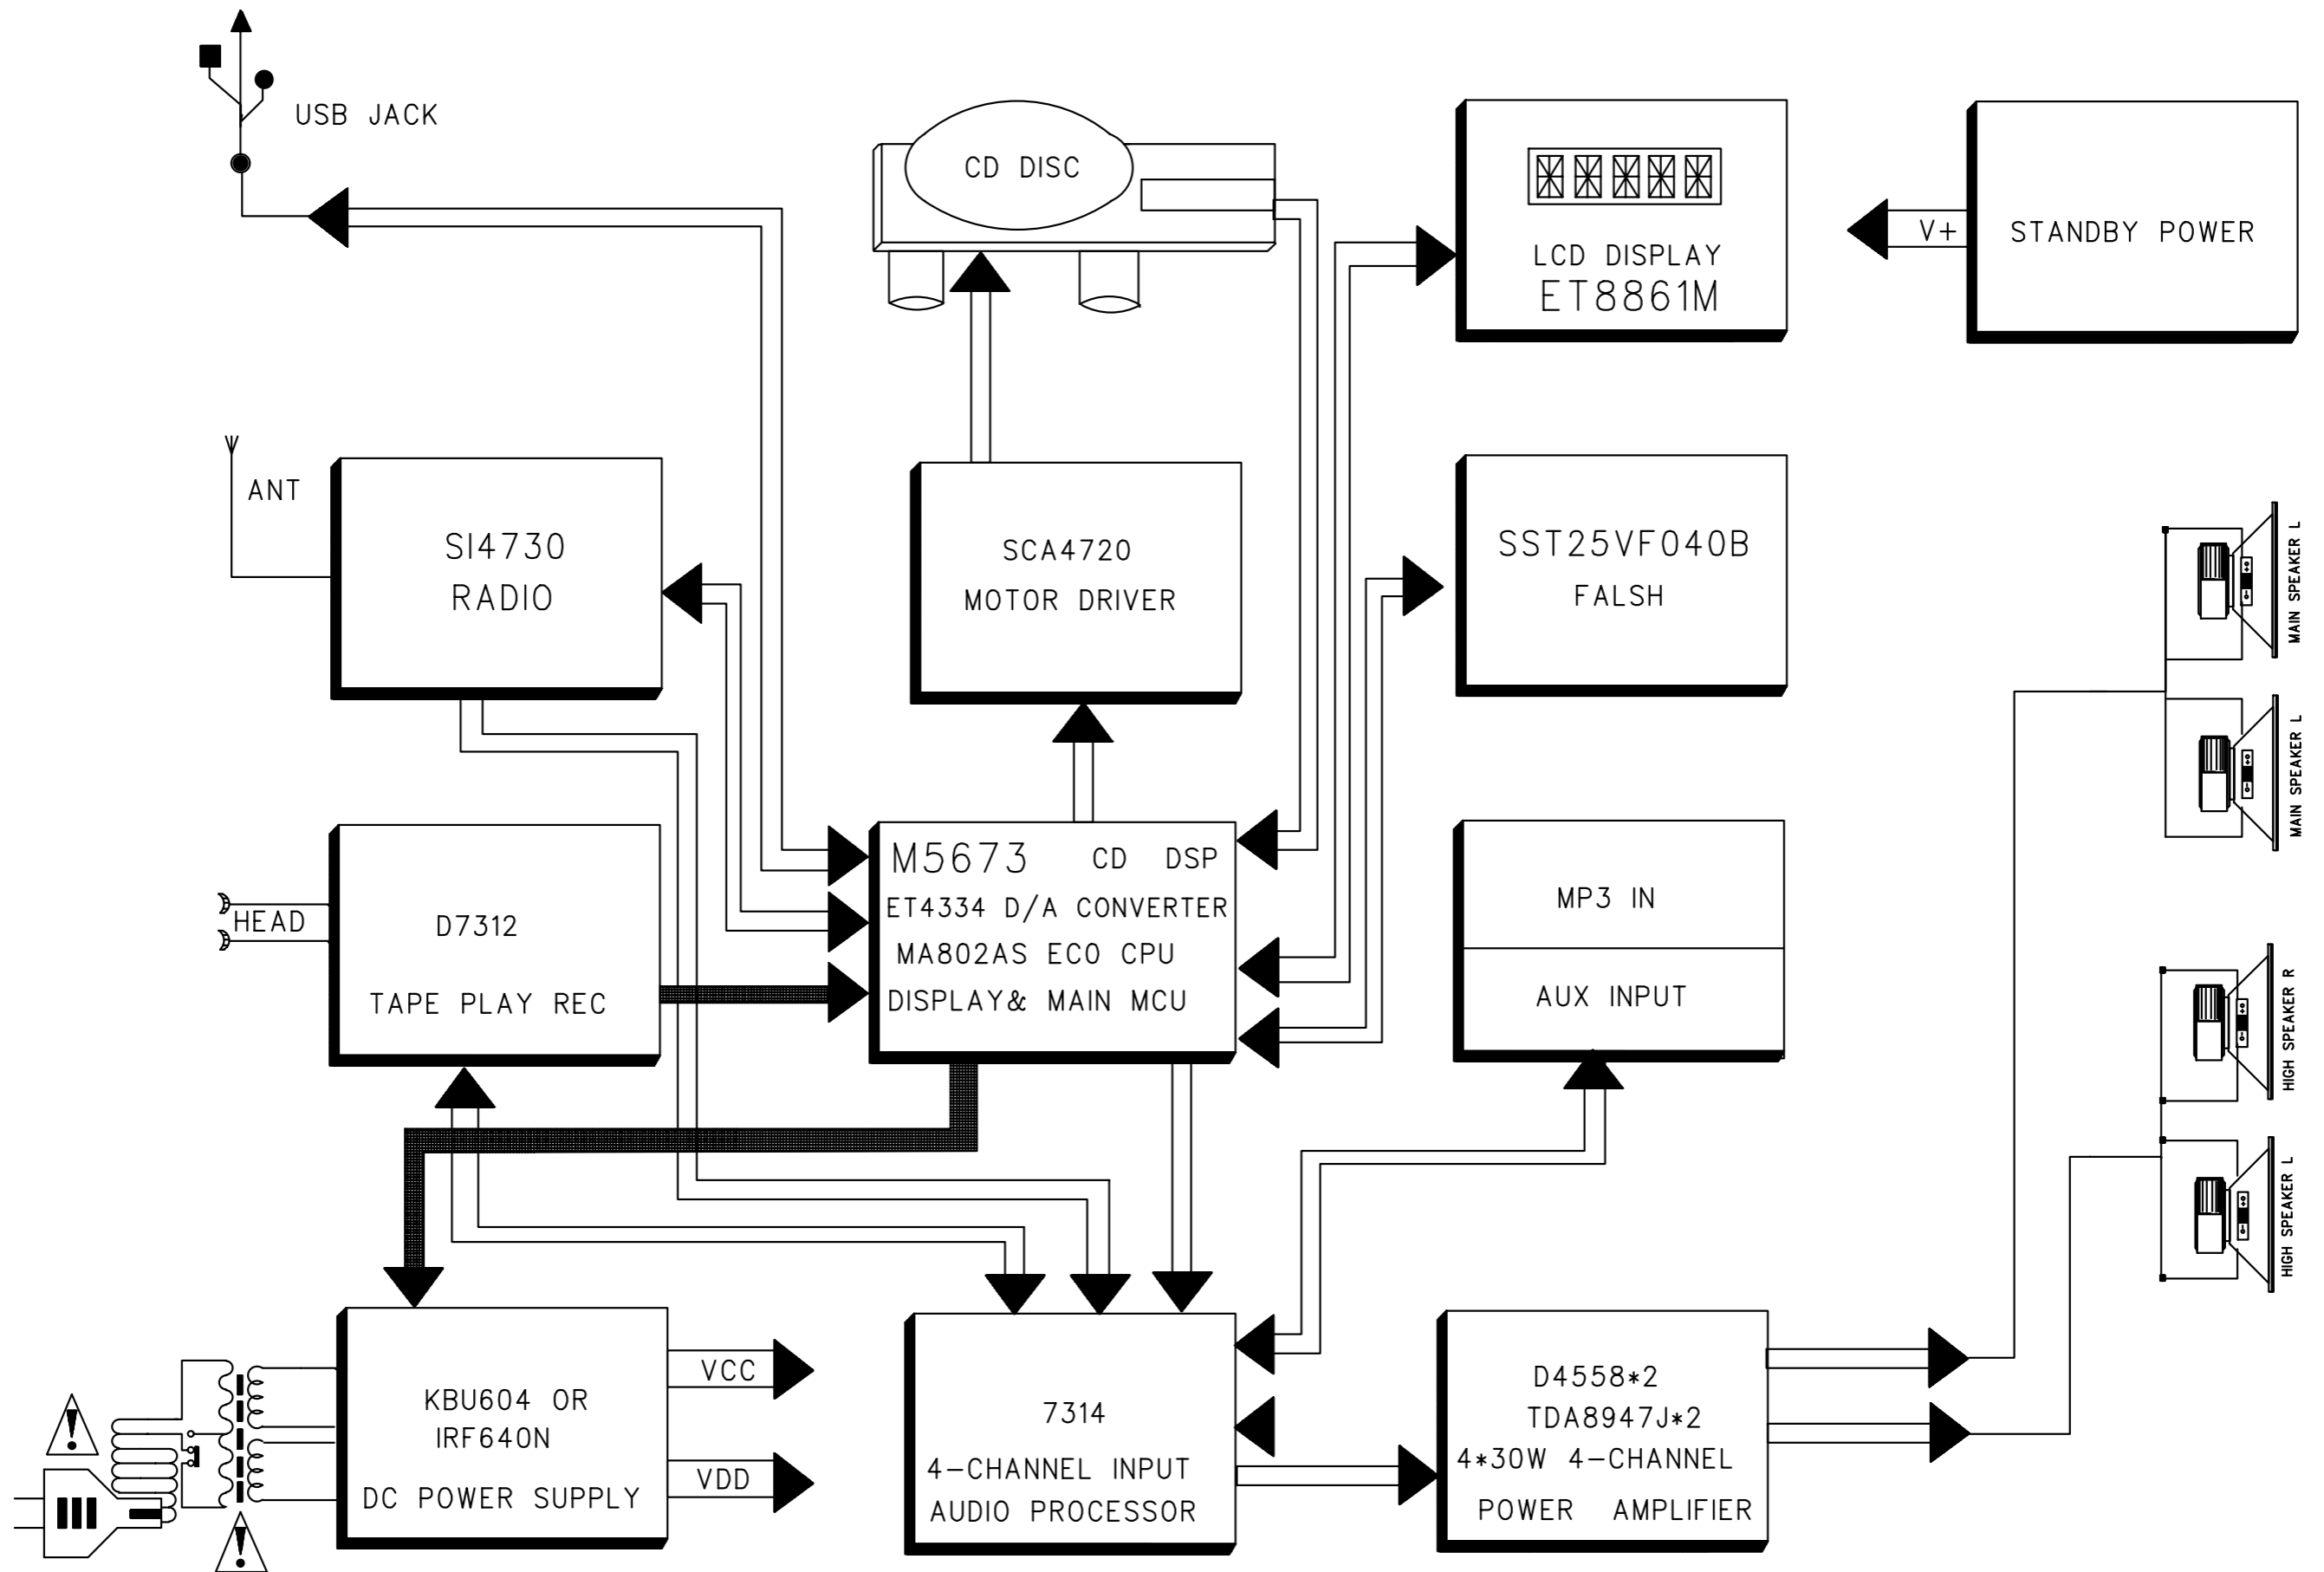 USB JACK
CD DISC
LCD DISPLAY
ET8861M
V+
STANDBY POWER
ANT
SI4730
RADIO
SCA4720
MOTOR DRIVER
SST25VF040B
FALSH
MAIN SPEAKER L
MAIN SPEAKER L
HEAD
D7312
TAPE PLAY REC
M5673 CD DSP
ET4334 D/A CONVERTER
MA802AS ECO CPU
DISPLAY& MAIN MCU
MP3 IN
AUX INPUT
HIGH SPEAKER R
HIGH SPEAKER L
KBU604 OR
IRF640N
DC POWER SUPPLY
VCC
VDD
7314
4-CHANNEL INPUT
AUDIO PROCESSOR
D4558*2
TDA8947J*2
4*30W 4-CHANNEL
POWER AMPLIFIER